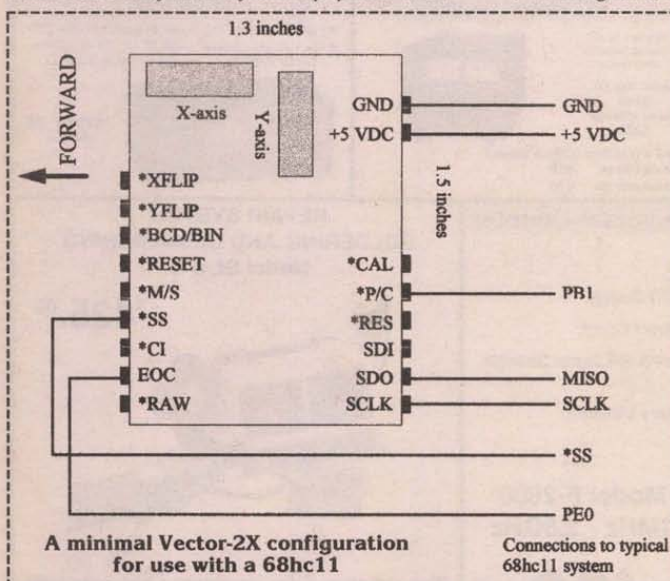 1.3 inches
FORWARD
X-axis
Y-axis
GND
GND
+5 VDC
+5 VDC
1.5 inches
*XFLIP
*YFLIP
*BCD/BIN
*RESET
*CAL
*M/S
*P/C
PB1
*SS
*RES
*CI
SDI
EOC
SDO
MISO
*RAW
SCLK
SCLK
*SS
PE0
A minimal Vector-2X configuration
for use with a 68hc11
Connections to typical
68hc11 system